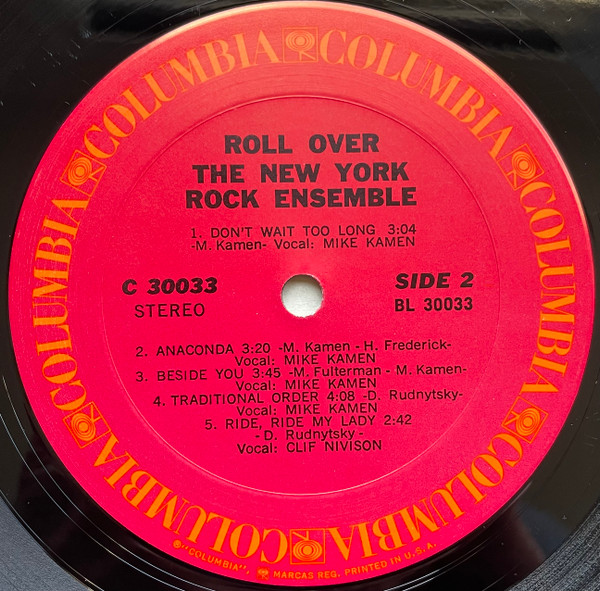 COLUMBIA COLUMBIA COLUMBIA COLUMBIA COLUMBIA COLUMBIA COLUMBIA COLUMBIA
ROLL OVER
THE NEW YORK
ROCK ENSEMBLE
1. DON'T WAIT TOO LONG 3:04
-M. Kamen- Vocal: MIKE KAMEN
C 30033 SIDE 2
STEREO BL 30033
2. ANACONDA 3:20 -M. Kamen - H. Frederick-
Vocal: MIKE KAMEN
3. BESIDE YOU 3:45 -M. Fulterman - M. Kamen-
Vocal: MIKE KAMEN
4. TRADITIONAL ORDER 4:08 -D. Rudnytsky-
Vocal: MIKE KAMEN
5. RIDE, RIDE MY LADY 2:42
-D. Rudnytsky-
Vocal: CLIF NIVISON
®"COLUMBIA", MARCAS REG. PRINTED IN U.S.A.